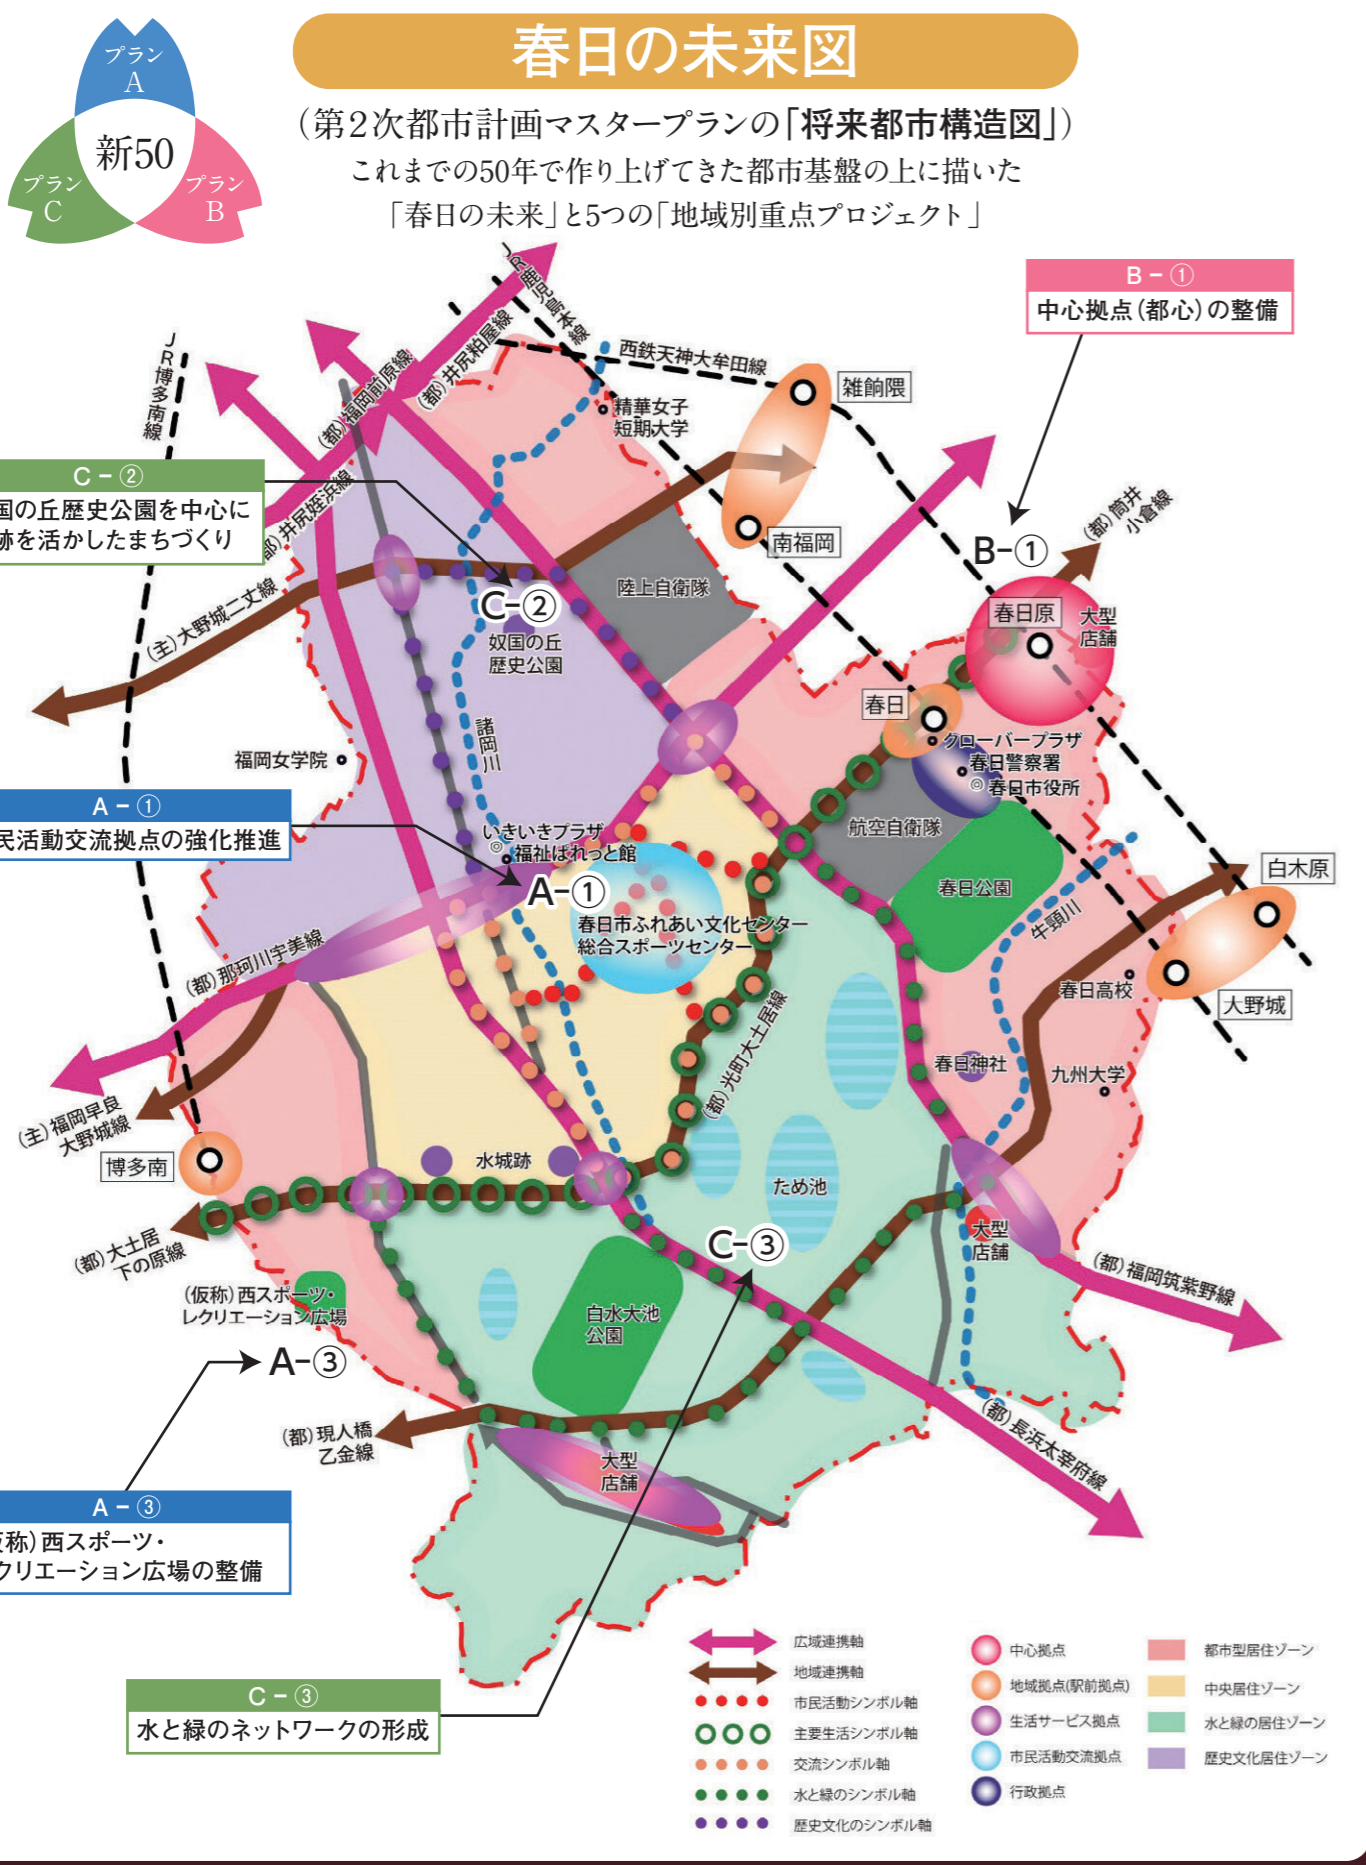 プラン
A
新50
プラン
C
プラン
B
春日の未来図
（第2次都市計画マスタープランの「将来都市構造図」）
これまでの50年で作り上げてきた都市基盤の上に描いた
「春日の未来」と5つの「地域別重点プロジェクト」
B－①
中心拠点（都心）の整備
JR鹿児島本線
JR博多南線
（都）福岡前原線
（都）井尻粕屋線
西鉄天神大牟田線
雑餉隈
精華女子
短期大学
C－②
国の丘歴史公園を中心に
跡を活かしたまちづくり
都）井尻姪浜線
南福岡
（都）筒井
小倉線
B-①
陸上自衛隊
C-②
春日原
大型
店舗
（主）大野城二丈線
奴国の丘
歴史公園
春日
諸岡川
福岡女学院
クローバープラザ
春日警察署
春日市役所
A－①
民活動交流拠点の強化推進
いきいきプラザ
福祉ぱれっと館
航空自衛隊
A-①
春日公園
白木原
春日市ふれあい文化センター
総合スポーツセンター
牛頸川
（都）那珂川宇美線
春日高校
大野城
（都）光町大土居線
春日神社
九州大学
（主）福岡早良
大野城線
博多南
水城跡
ため池
（都）大土居
下の原線
C-③
大型
店舗
（都）福岡筑紫野線
（仮称）西スポーツ・
レクリエーション広場
白水大池
公園
A-③
（都）現人橋
乙金線
（都）長浜太宰府線
大型
店舗
A－③
称）西スポーツ・
クリエーション広場の整備
C－③
水と緑のネットワークの形成
広域連携軸
地域連携軸
市民活動シンボル軸
主要生活シンボル軸
交流シンボル軸
水と緑のシンボル軸
歴史文化のシンボル軸
中心拠点
地域拠点(駅前拠点)
生活サービス拠点
市民活動交流拠点
行政拠点
都市型居住ゾーン
中央居住ゾーン
水と緑の居住ゾーン
歴史文化居住ゾーン